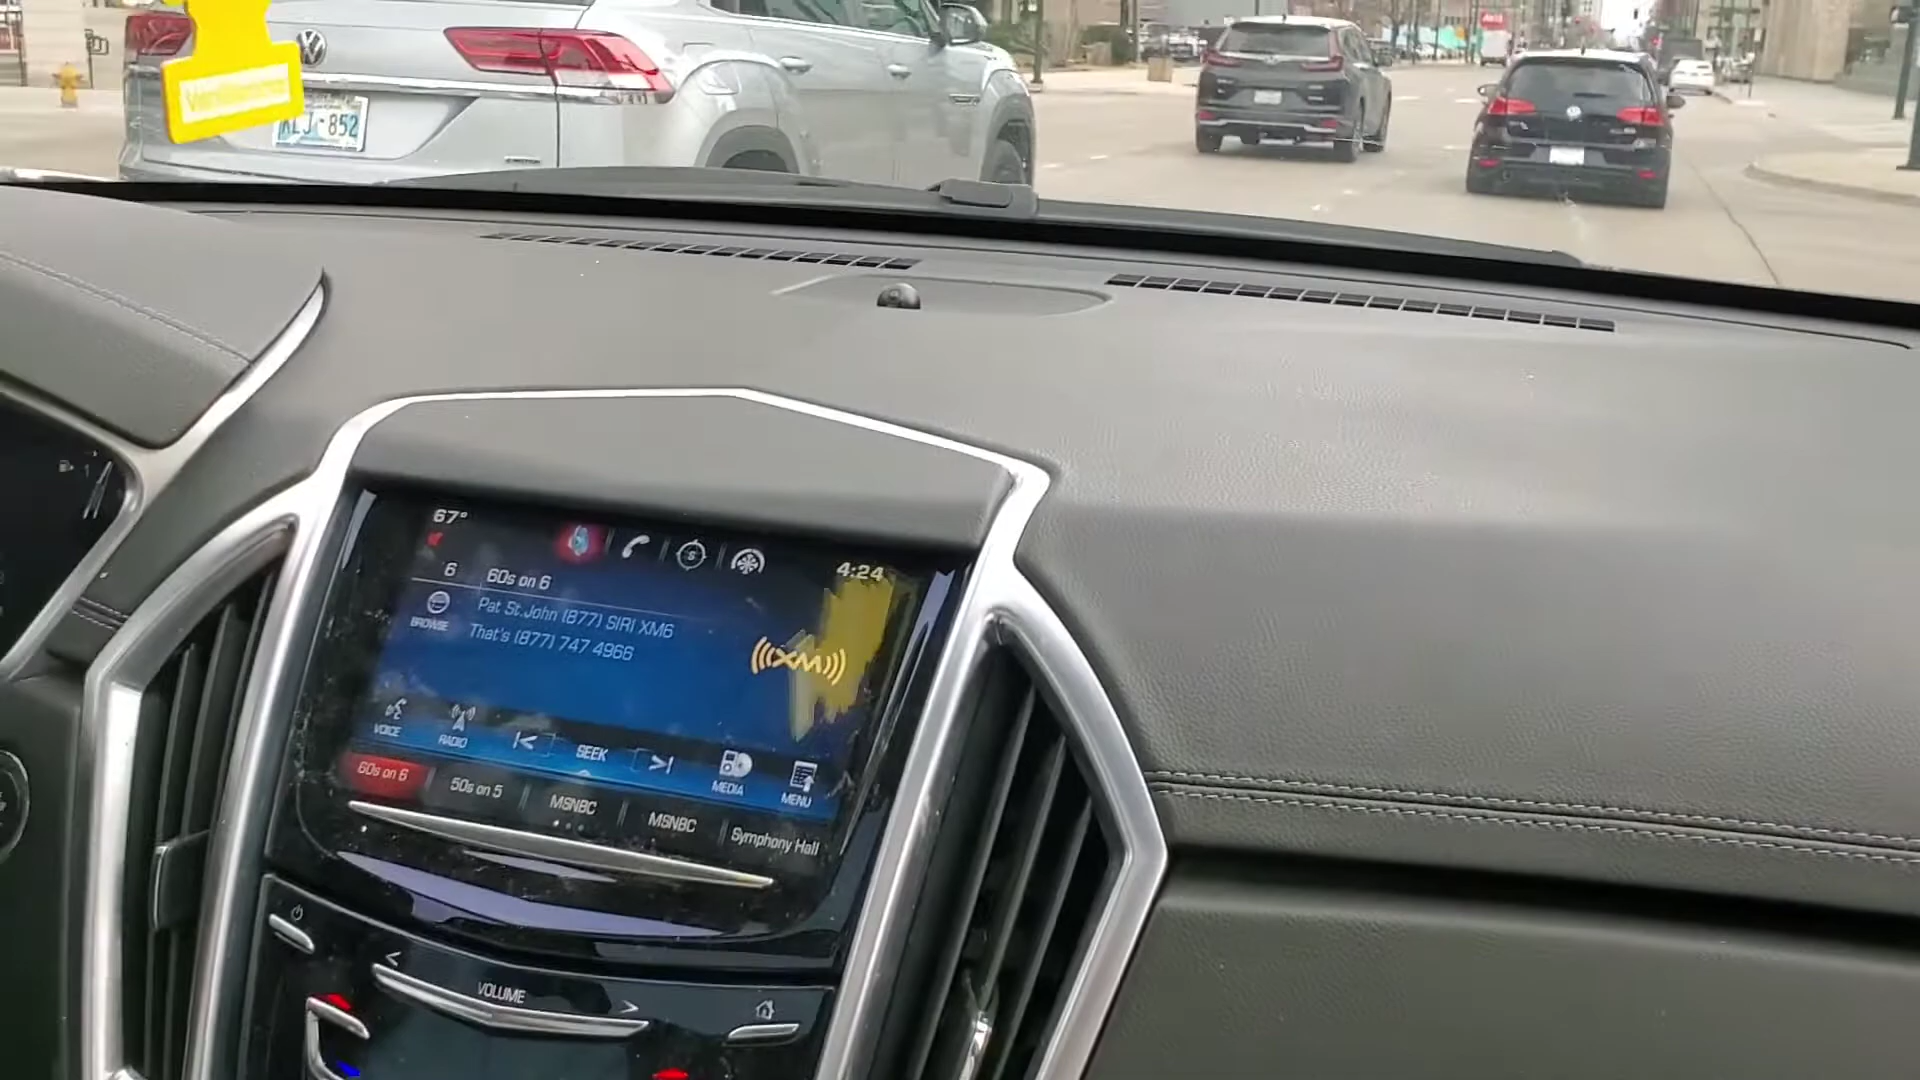 KLJ-852
67°
4:24
6 60s on 6
Pat St.John (877) SIRI XM6
That's (877) 747 4966
BROWSE
((XM))
VOICE
RADIO
SEEK
MEDIA
MENU
60s on 6
50s on 5
MSNBC
MSNBC
Symphony Hall
< VOLUME >